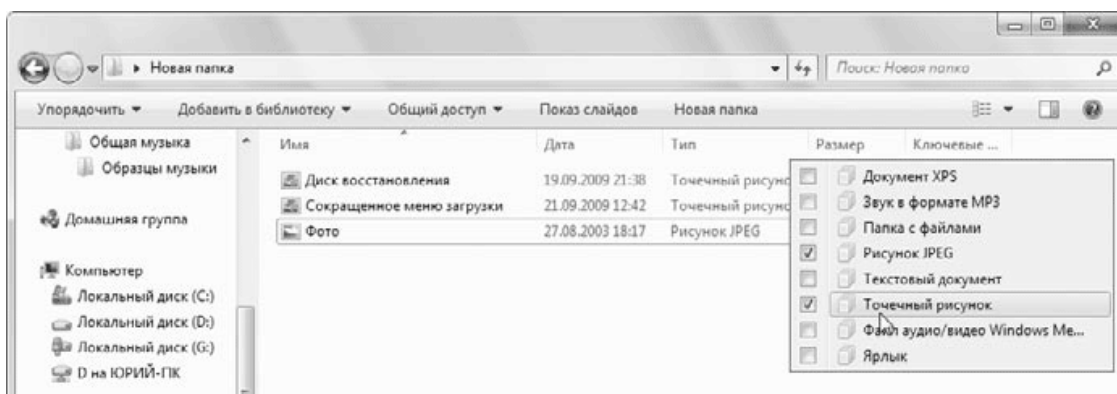 Новая папка
Поиск: Новая папка
Упорядочить Добавить в библиотеку Общий доступ Показ слайдов Новая папка
Общая музыка
Образцы музыки
Домашняя группа
Компьютер
Локальный диск (C:)
Локальный диск (D:)
Локальный диск (G:)
D на ЮРИЙ-ПК
Имя Дата Тип Размер Ключевые ...
Диск восстановления 19.09.2009 21:38 Точечный рисунс
Сокращенное меню загрузки 21.09.2009 12:42 Точечный рисунс
Фото 27.08.2003 18:17 Рисунок JPEG
Документ XPS
Звук в формате MP3
Папка с файлами
Рисунок JPEG
Текстовый документ
Точечный рисунок
Файл аудио/видео Windows Me...
Ярлык